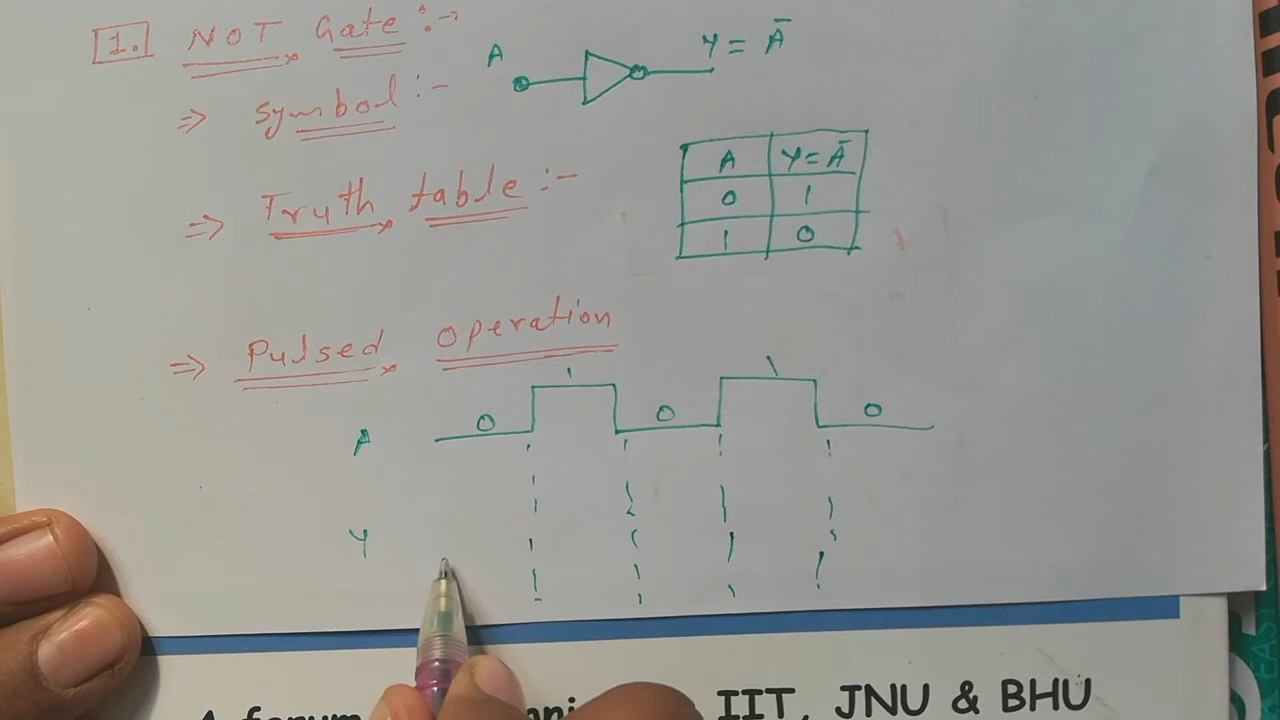 1. NOT Gate :-
A Y = Ā
⇒ Symbol :-
A Y = Ā
0 1
1 0
⇒ Truth table :-
⇒ Pulsed Operation
1 1
0 0 0
A
Y
IIT, JNU & BHU